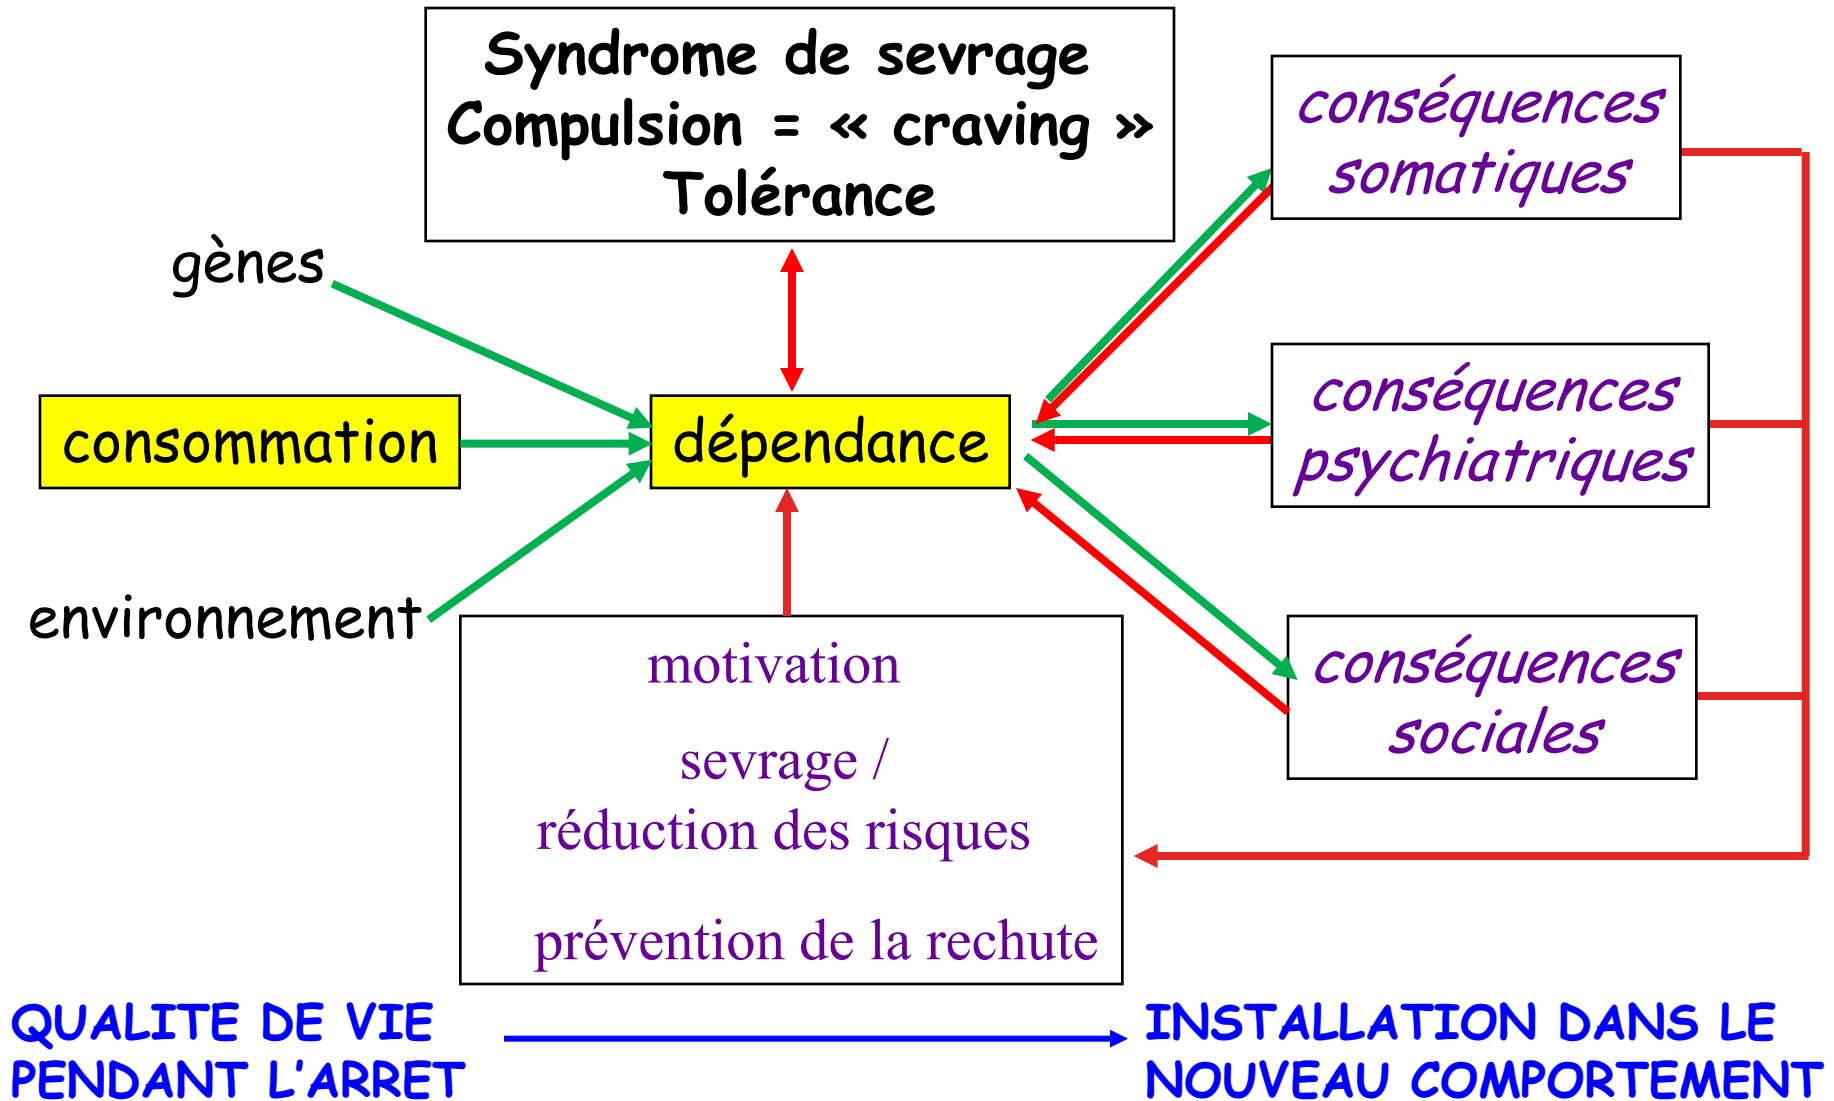 Syndrome de sevrage
Compulsion = « craving »
Tolérance
conséquences
somatiques
gènes
consommation
dépendance
conséquences
psychiatriques
environnement
motivation
sevrage /
réduction des risques
prévention de la rechute
conséquences
sociales
QUALITE DE VIE
PENDANT L'ARRET
INSTALLATION DANS LE
NOUVEAU COMPORTEMENT